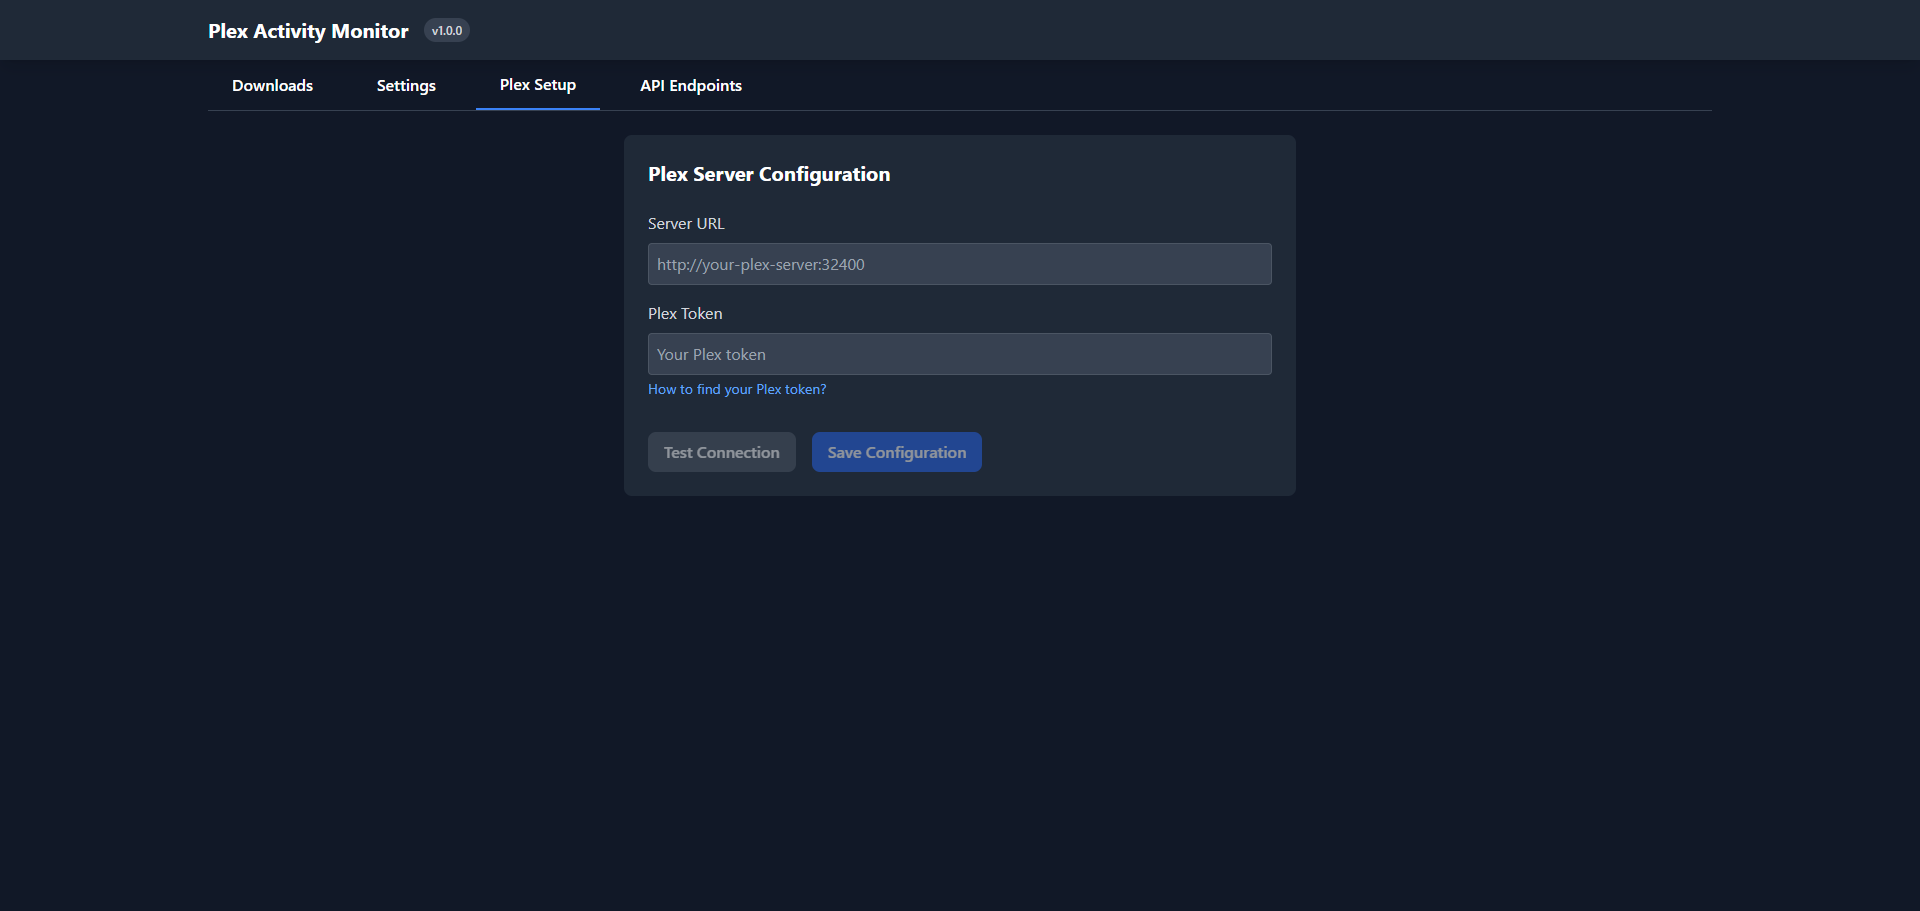 Plex Activity Monitor v1.0.0
Downloads Settings Plex Setup API Endpoints
Plex Server Configuration
Server URL
http://your-plex-server:32400
Plex Token
Your Plex token
How to find your Plex token?
Test Connection Save Configuration